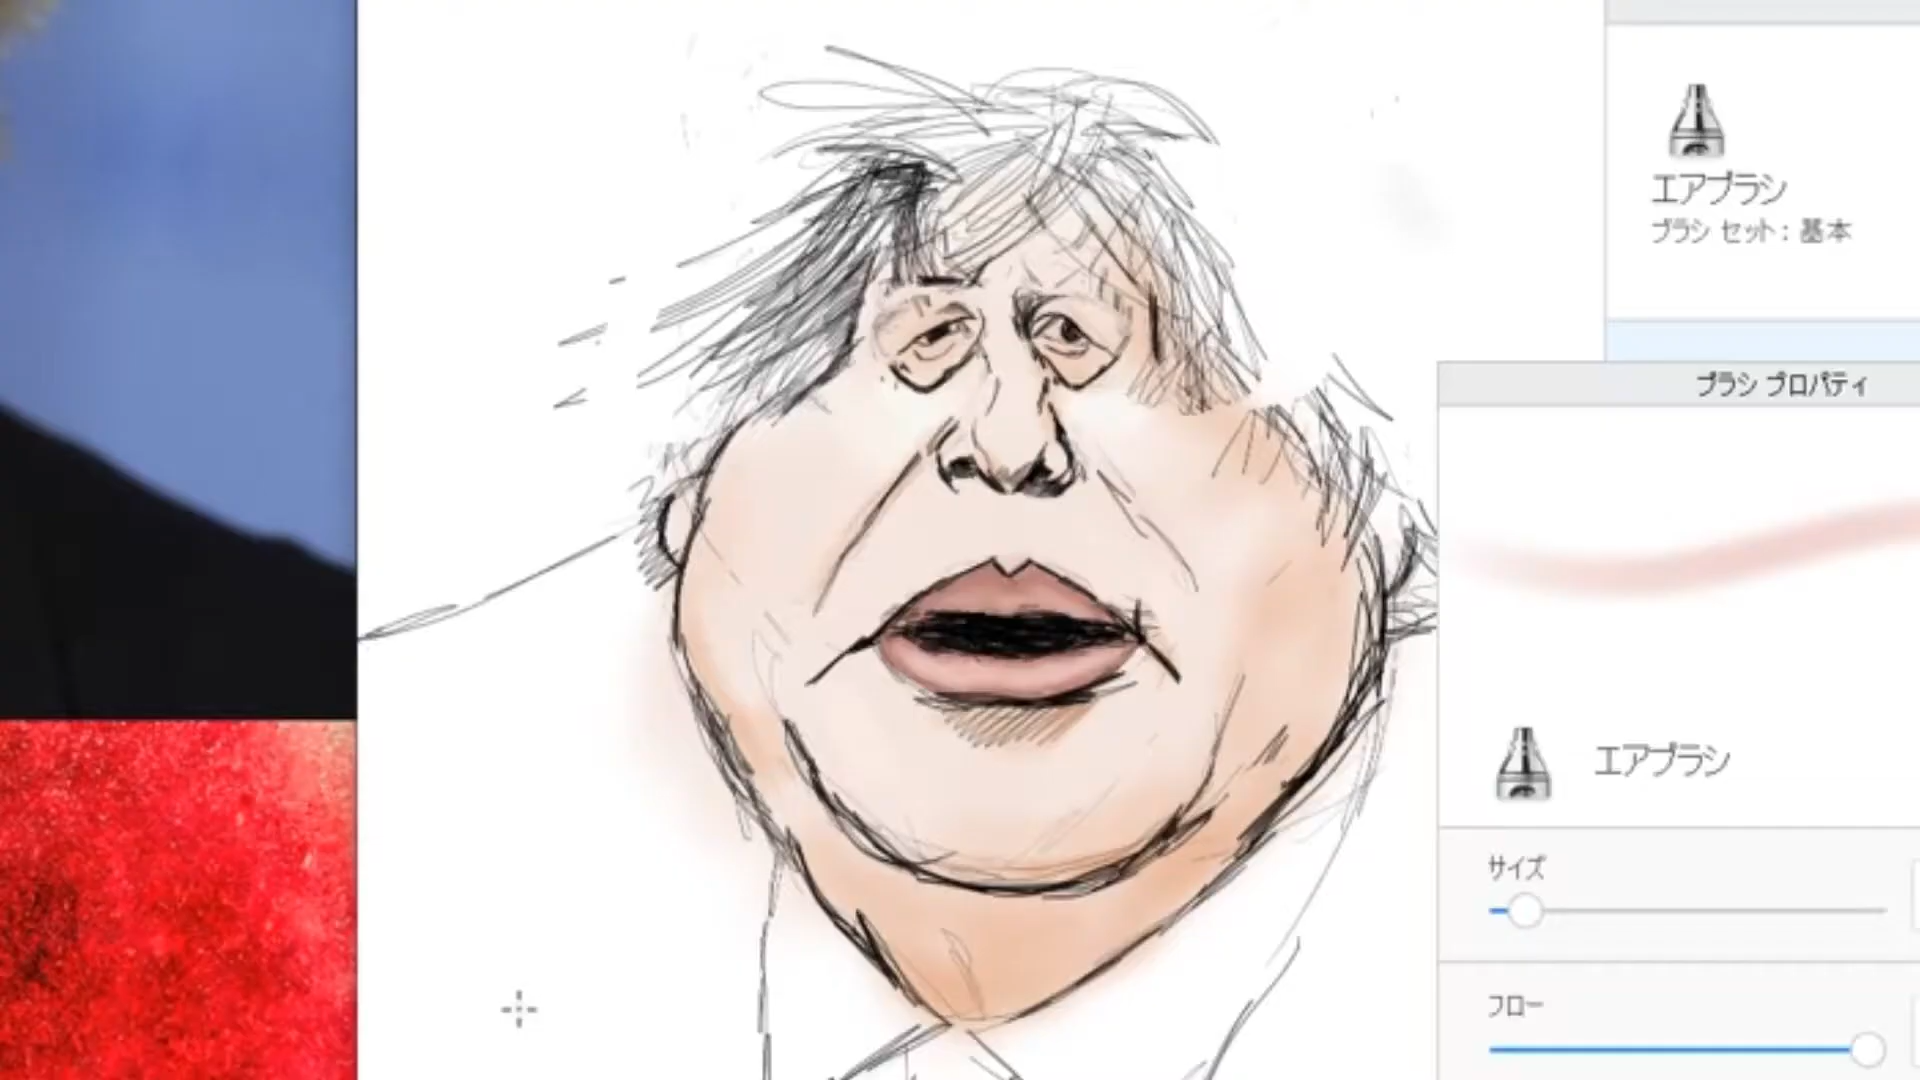 エアブラシ
ブラシ セット: 基本
ブラシ プロパティ
エアブラシ
サイズ
フロー